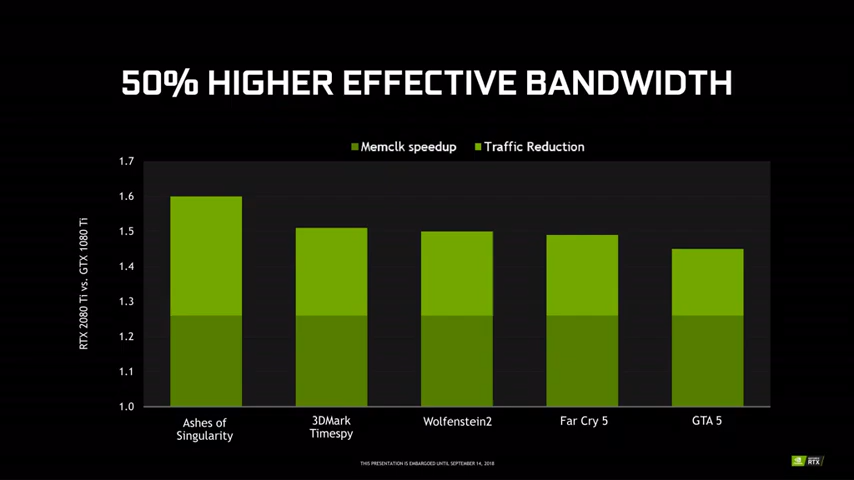 50% HIGHER EFFECTIVE BANDWIDTH
Memclk speedup
Traffic Reduction
1.7
1.6
1.5
1.4
1.3
1.2
1.1
1.0
RTX 2080 Ti vs. GTX 1080 Ti
Ashes of
Singularity
3DMark
Timespy
Wolfenstein2
Far Cry 5
GTA 5
THIS PRESENTATION IS EMBARGOED UNTIL SEPTEMBER 14, 2018
RTX